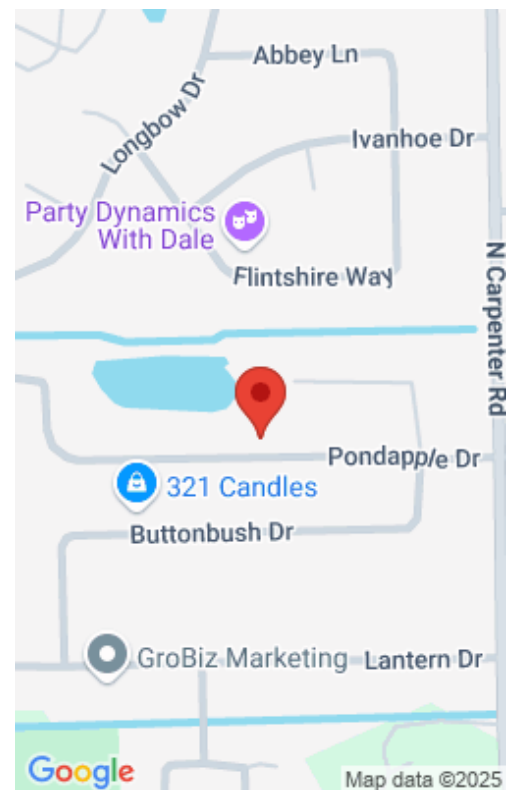 Abbey Ln
Longbow Dr
Ivanhoe Dr
Party Dynamics
With Dale
Flintshire Way
N Carpenter Rd
Pondapple Dr
321 Candles
Buttonbush Dr
GroBiz Marketing
Lantern Dr
Google
Map data ©2025